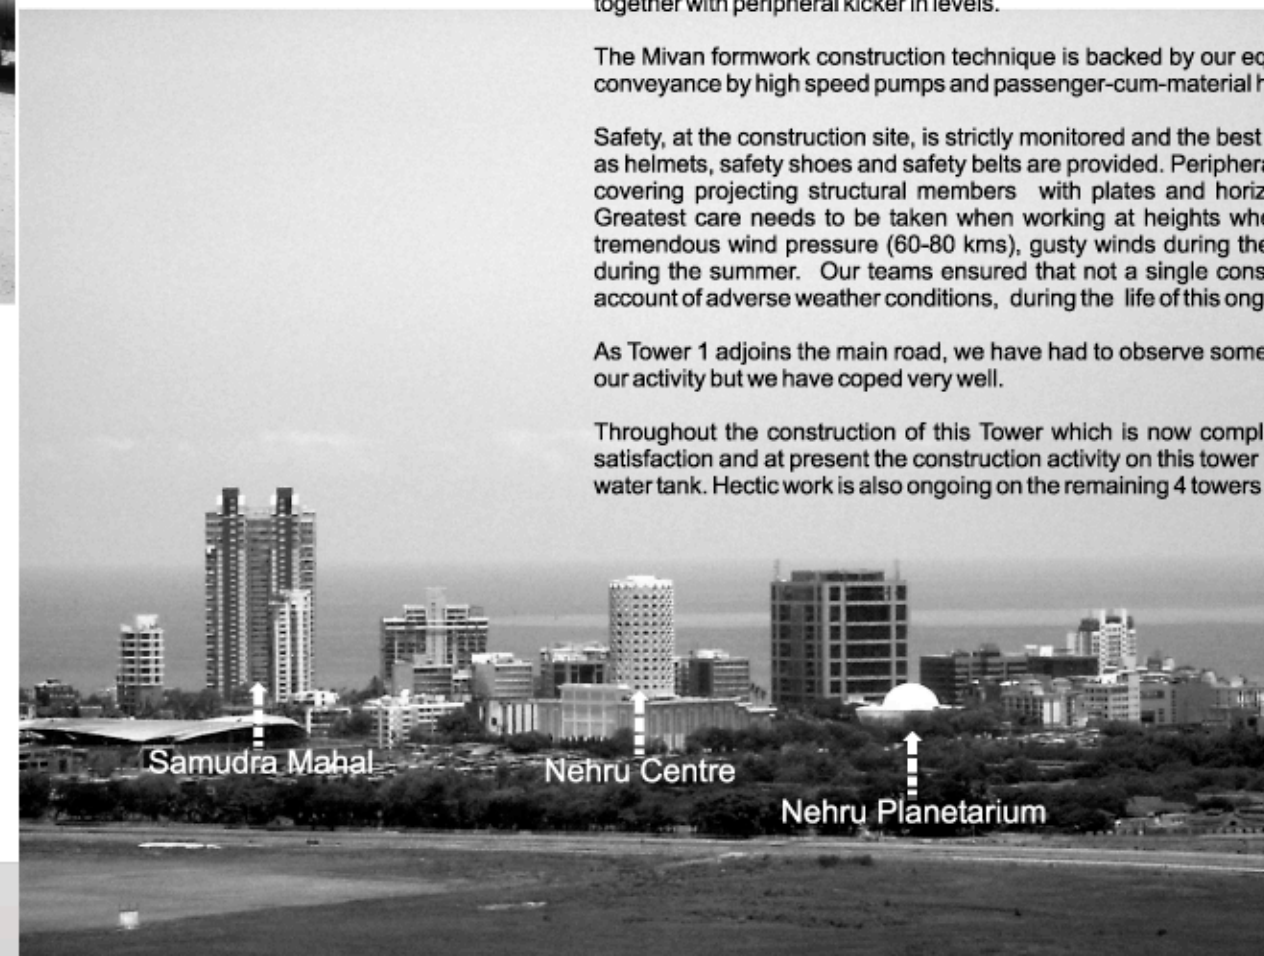 together with peripheral kicker in levels.
The Mivan formwork construction technique is backed by our
conveyance by high speed pumps and passenger-cum-material
Safety, at the construction site, is strictly monitored and the best
as helmets, safety shoes and safety belts are provided.
covering projecting structural members with plates and
Greatest care needs to be taken when working at heights
tremendous wind pressure (60-80 kms), gusty winds during the
during the summer. Our teams ensured that not a single
account of adverse weather conditions, during the life of this
As Tower 1 adjoins the main road, we have had to observe some
our activity but we have coped very well.
Throughout the construction of this Tower which is now
satisfaction and at present the construction activity on this tower
water tank. Hectic work is also ongoing on the remaining 4 towers
Samudra Mahal
Nehru Centre
Nehru Planetarium